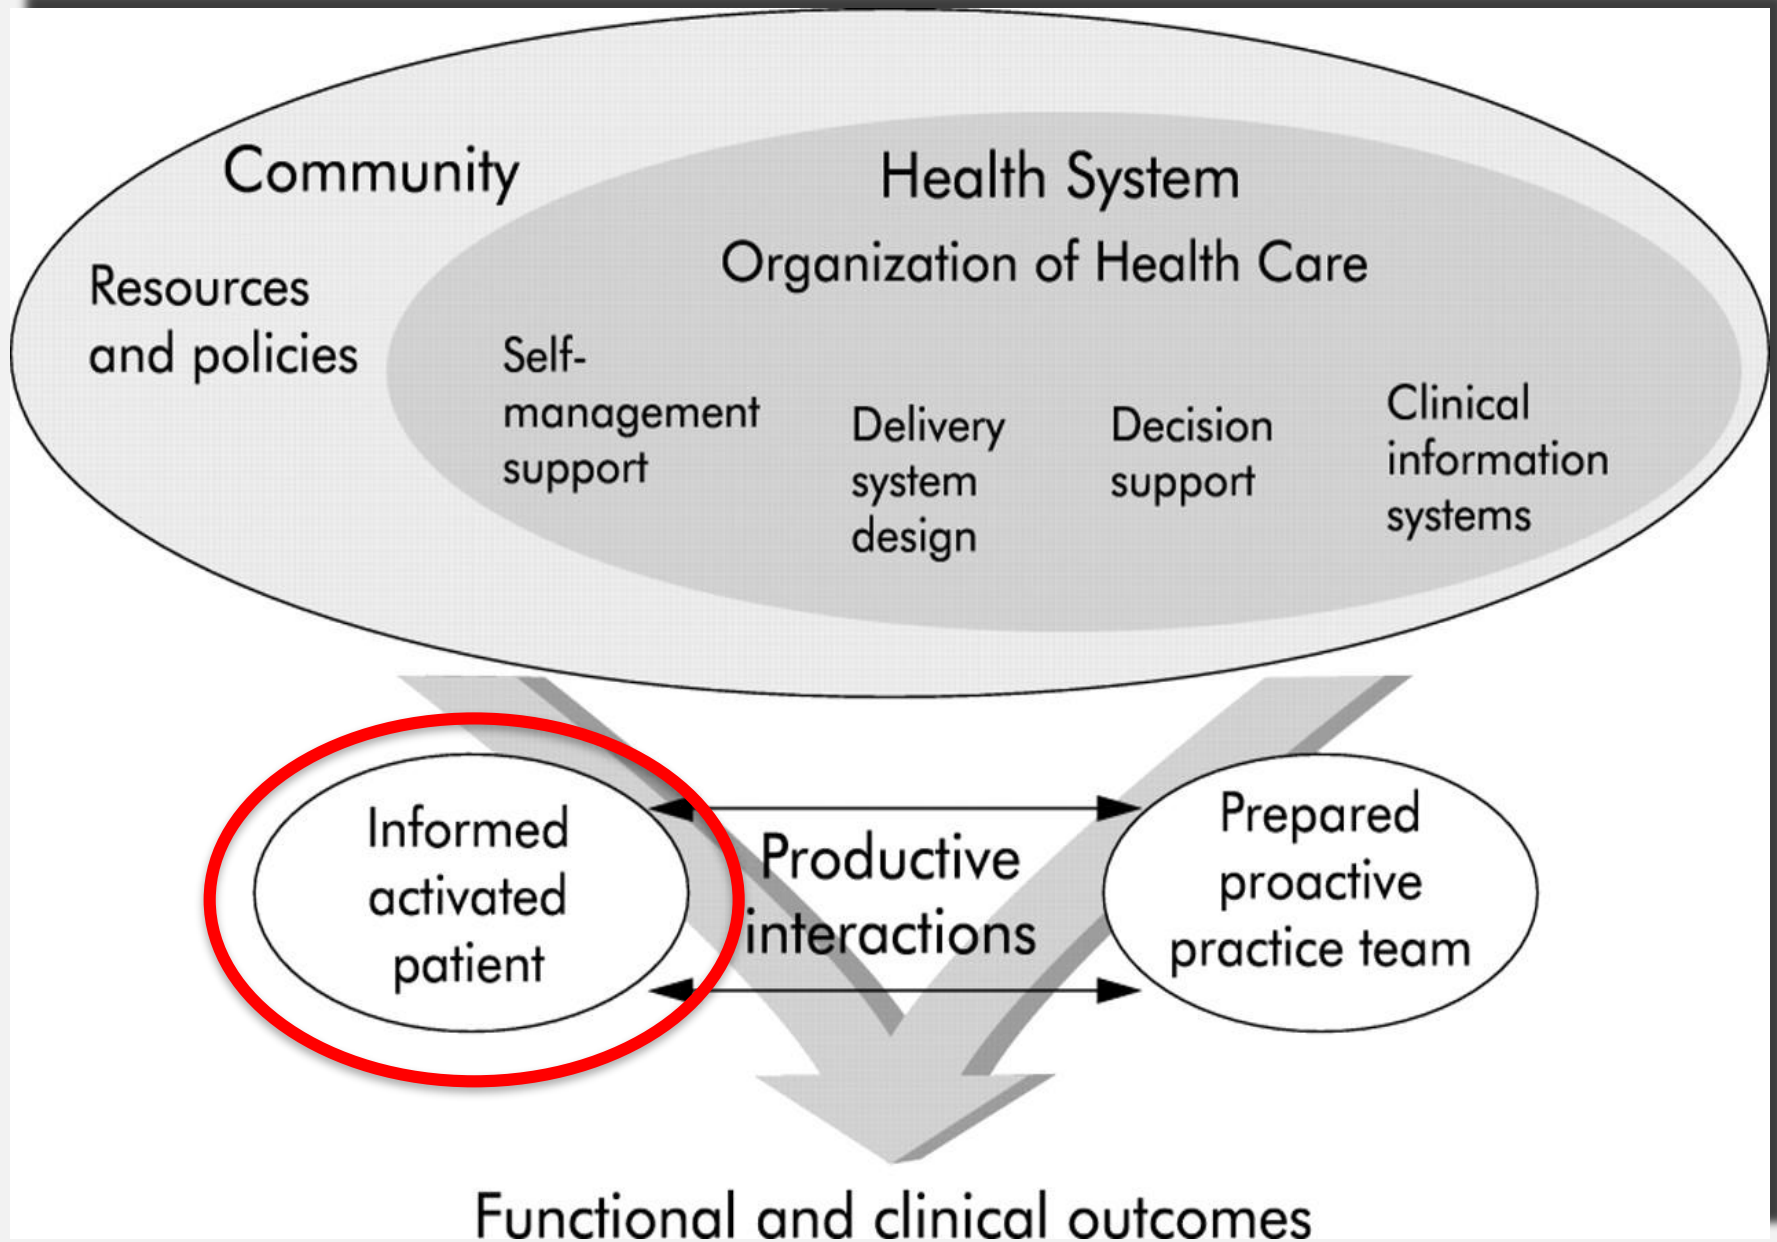 Community
Resources
and policies
Health System
Organization of Health Care
Self-
management
support
Delivery
system
design
Decision
support
Clinical
information
systems
Informed
activated
patient
Productive
interactions
Prepared
proactive
practice team
Functional and clinical outcomes